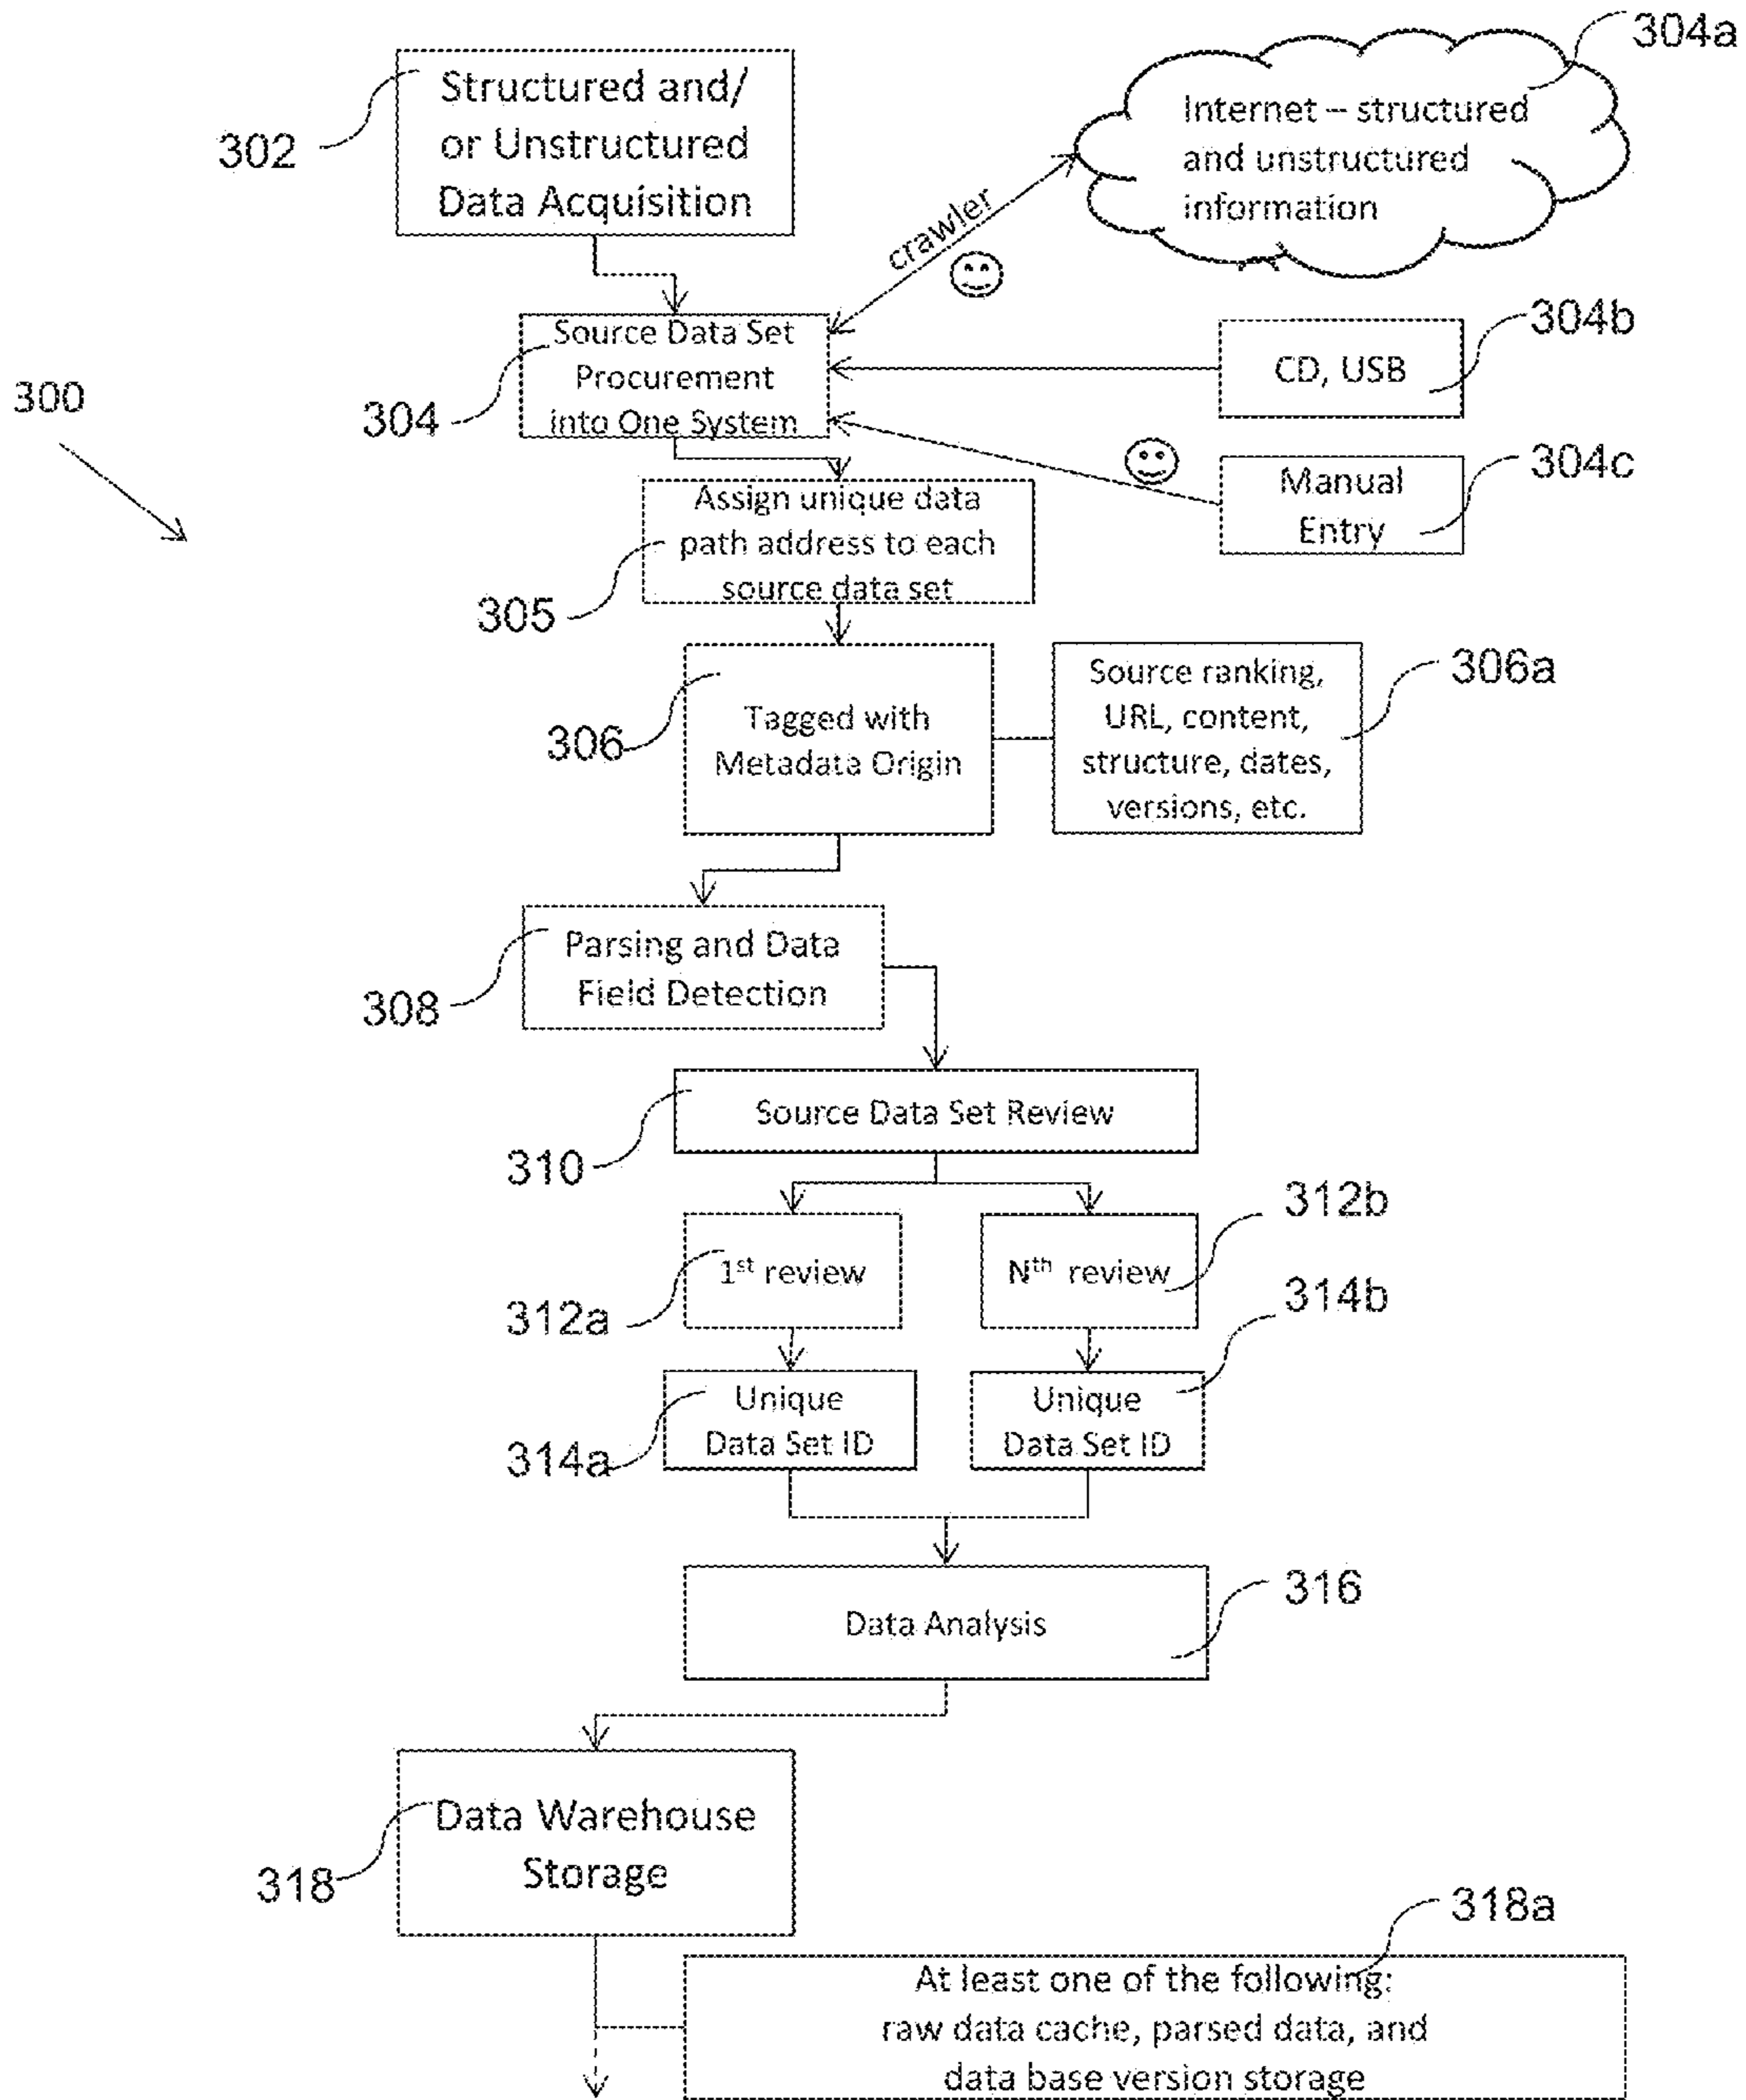 304a
Structured and/
or Unstructured
Data Acquisition
302
Internet – structured
and unstructured
information
crawler
304b
CD, USB
Source Data Set
Procurement
into One System
304
300
304c
Manual
Entry
Assign unique data
path address to each
source data set
305
306a
Source ranking,
URL, content,
structure, dates,
versions, etc.
Tagged with
Metadata Origin
306
Parsing and Data
Field Detection
308
Source Data Set Review
310
312b
1st review
Nth review
312a
314b
Unique
Data Set ID
Unique
Data Set ID
314a
316
Data Analysis
Data Warehouse
Storage
318
318a
At least one of the following:
raw data cache, parsed data, and
data base version storage